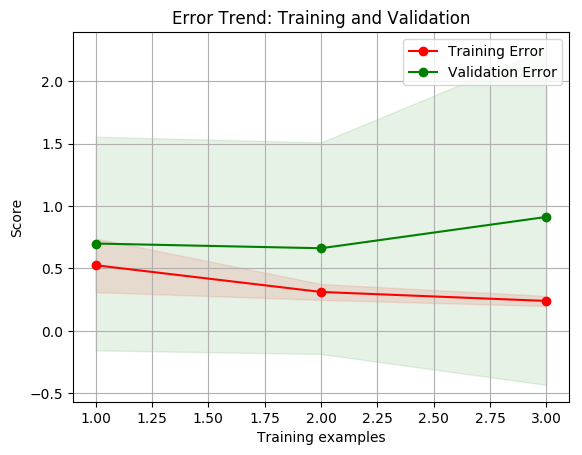 Error Trend: Training and Validation
Training Error
Validation Error
2.0
1.5
1.0
0.5
0.0
−0.5
Score
1.00 1.25 1.50 1.75 2.00 2.25 2.50 2.75 3.00
Training examples